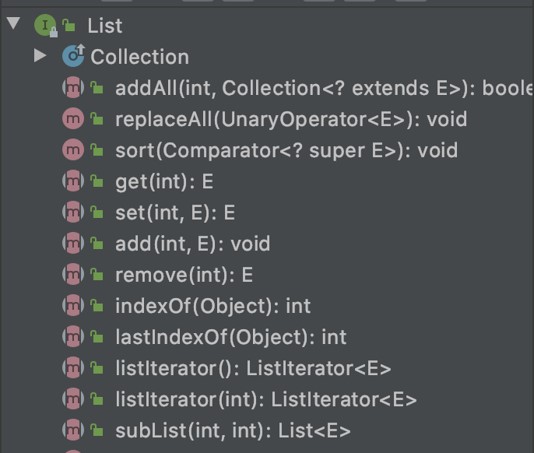 List
Collection
addAll(int, Collection<? extends E>): boole
replaceAll(UnaryOperator<E>): void
sort(Comparator<? super E>): void
get(int): E
set(int, E): E
add(int, E): void
remove(int): E
indexOf(Object): int
lastIndexOf(Object): int
listIterator(): ListIterator<E>
listIterator(int): ListIterator<E>
subList(int, int): List<E>